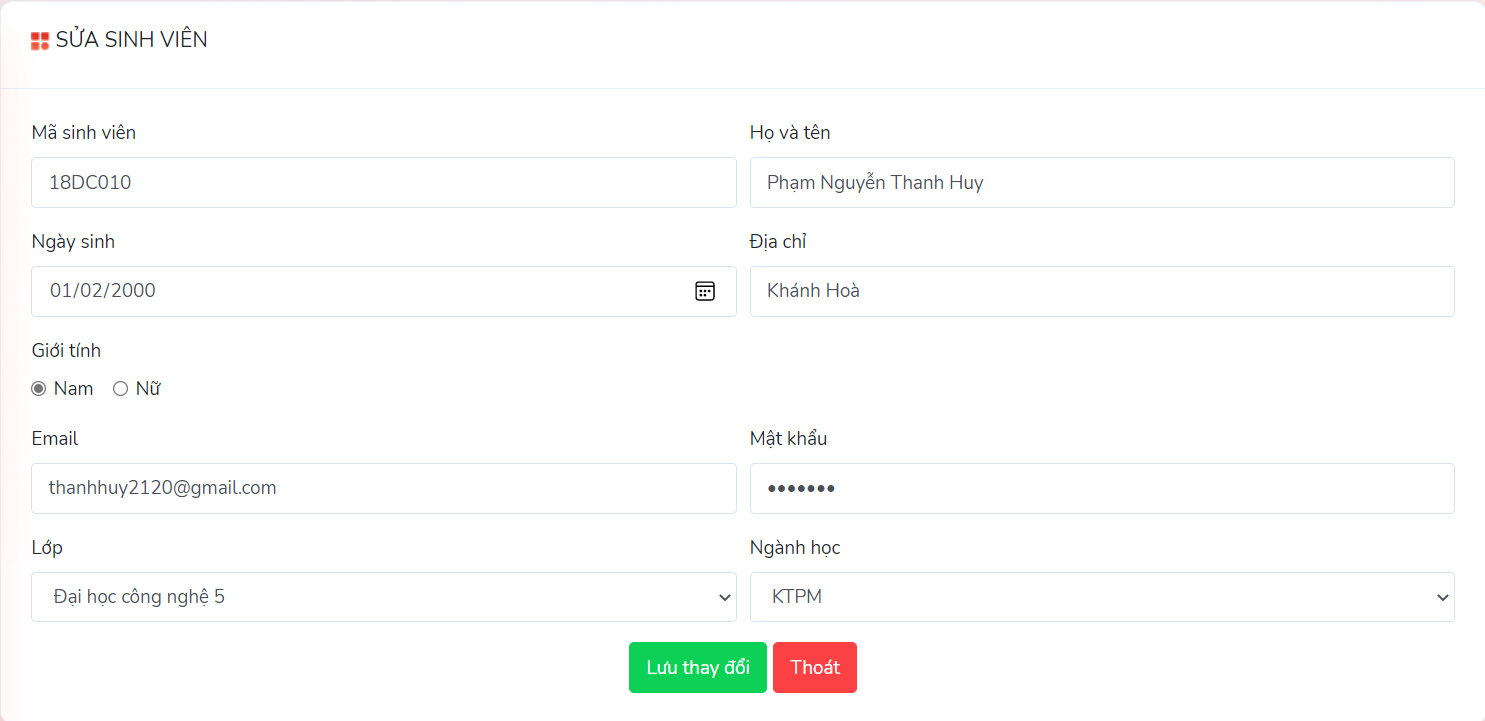 SỬA SINH VIÊN
Mã sinh viên
Họ và tên
18DC010
Phạm Nguyễn Thanh Huy
Ngày sinh
Địa chỉ
01/02/2000
Khánh Hoà
Giới tính
Nam
Nữ
Email
Mật khẩu
thanhhuy2120@gmail.com
•••••••
Lớp
Ngành học
Đại học công nghệ 5
KTPM
Lưu thay đổi
Thoát